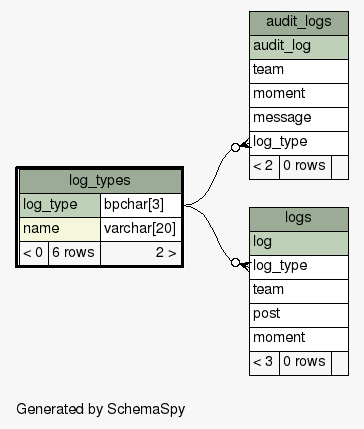 audit_logs
audit_log
team
moment
message
log_type
< 2 0 rows
log_types
log_type bpchar[3]
name varchar[20]
< 0 6 rows 2 >
logs
log
log_type
team
post
moment
< 3 0 rows
Generated by SchemaSpy